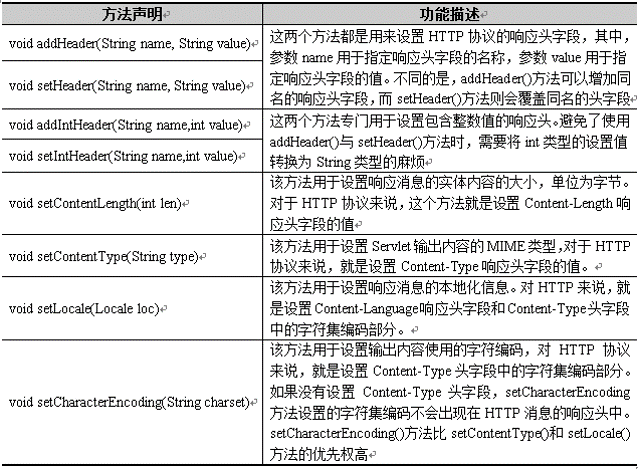 方法声明
功能描述
void addHeader(String name, String value)
void setHeader(String name, String value)
这两个方法都是用来设置 HTTP 协议的响应头字段，其中，
参数 name 用于指定响应头字段的名称，参数 value 用于指
定响应头字段的值。不同的是，addHeader()方法可以增加同
名的响应头字段，而 setHeader()方法则会覆盖同名的头字段
void addIntHeader(String name,int value)
void setIntHeader(String name,int value)
这两个方法专门用于设置包含整数值的响应头。避免了使用
addHeader()与 setHeader()方法时，需要将 int 类型的设置值
转换为 String 类型的麻烦
void setContentLength(int len)
该方法用于设置响应消息的实体内容的大小，单位为字节。
对于 HTTP 协议来说，这个方法就是设置 Content-Length 响
应头字段的值
void setContentType(String type)
该方法用于设置 Servlet 输出内容的 MIME 类型，对于 HTTP
协议来说，就是设置 Content-Type 响应头字段的值。
void setLocale(Locale loc)
该方法用于设置响应消息的本地化信息。对 HTTP 来说，就
是设置 Content-Language 响应头字段和 Content-Type 头字段
中的字符集编码部分。
void setCharacterEncoding(String charset)
该方法用于设置输出内容使用的字符编码，对 HTTP 协议
来说，就是设置 Content-Type 头字段中的字符集编码部分。
如果没有设置 Content-Type 头字段，setCharacterEncoding
方法设置的字符集编码不会出现在 HTTP 消息的响应头中。
setCharacterEncoding()方法比 setContentType()和 setLocale()
方法的优先权高